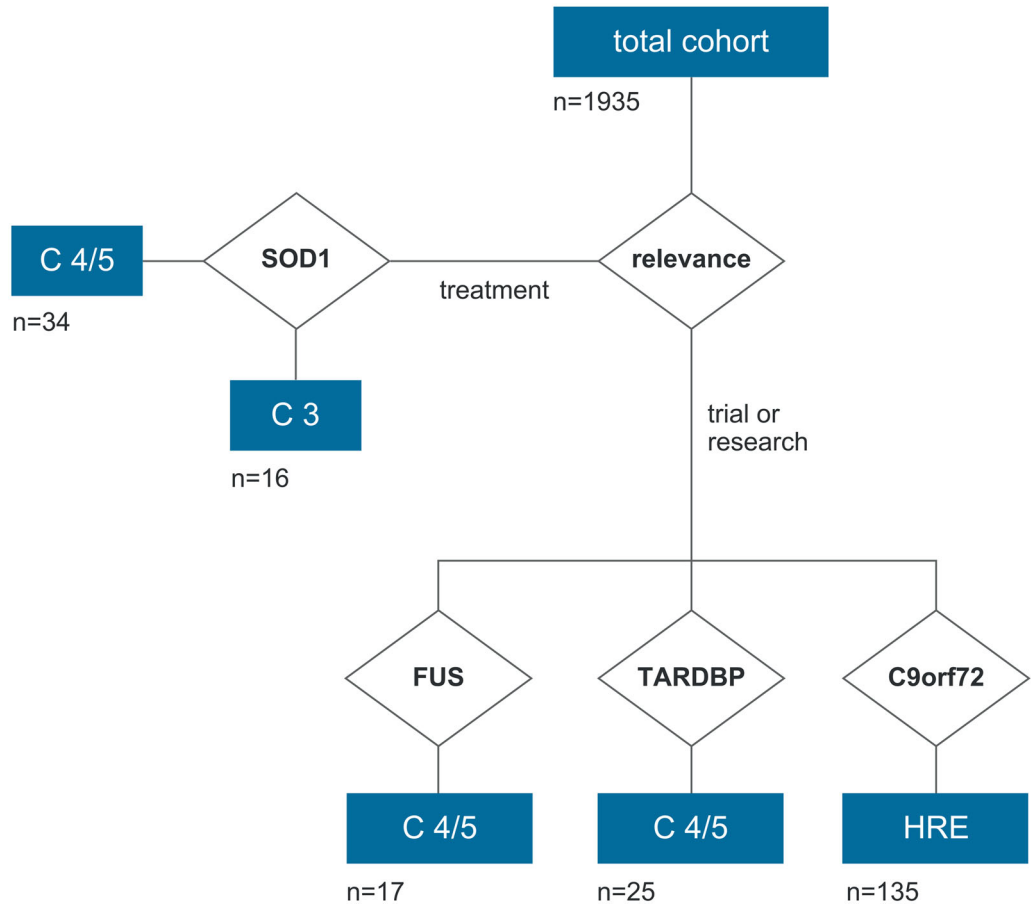 total cohort
n=1935
SOD1
relevance
C 4/5
treatment
n=34
C 3
n=16
trial or
research
FUS
TARDBP
C9orf72
C 4/5
C 4/5
HRE
n=17
n=25
n=135